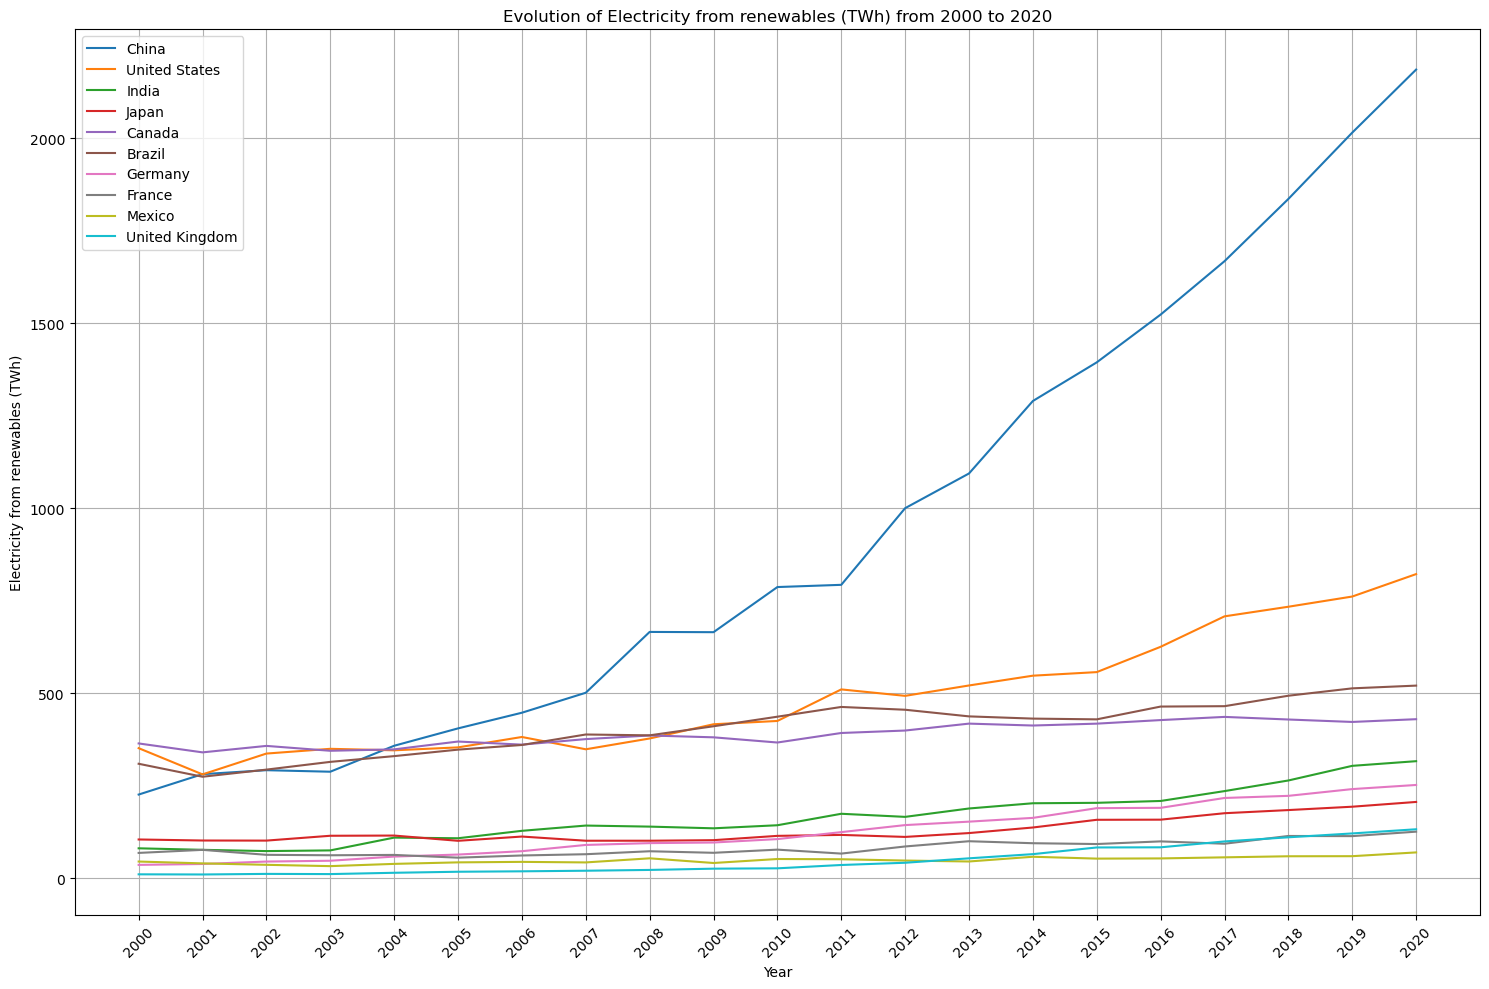 Evolution of Electricity from renewables (TWh) from 2000 to 2020
China
United States
India
Japan
Canada
Brazil
Germany
France
Mexico
United Kingdom
Electricity from renewables (TWh)
2000
1500
1000
500
0
2000
2001
2002
2003
2004
2005
2006
2007
2008
2009
2010
2011
2012
2013
2014
2015
2016
2017
2018
2019
2020
Year